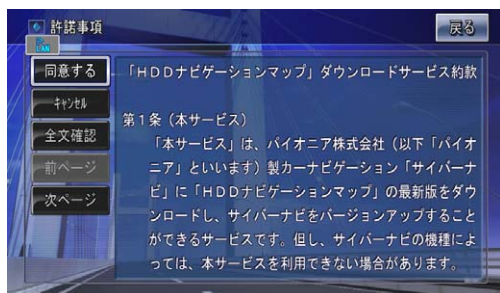 許諾事項
戻る
LAN
同意する
キャンセル
全文確認
前ページ
次ページ
「HDDナビゲーションマップ」ダウンロードサービス約款
第1条（本サービス）
「本サービス」は、パイオニア株式会社（以下「パイオ
ニア」といいます）製カーナビゲーション「サイバーナ
ビ」に「HDDナビゲーションマップ」の最新版をダウ
ンロードし、サイバーナビをバージョンアップすること
ができるサービスです。但し、サイバーナビの機種によ
っては、本サービスを利用できない場合があります。